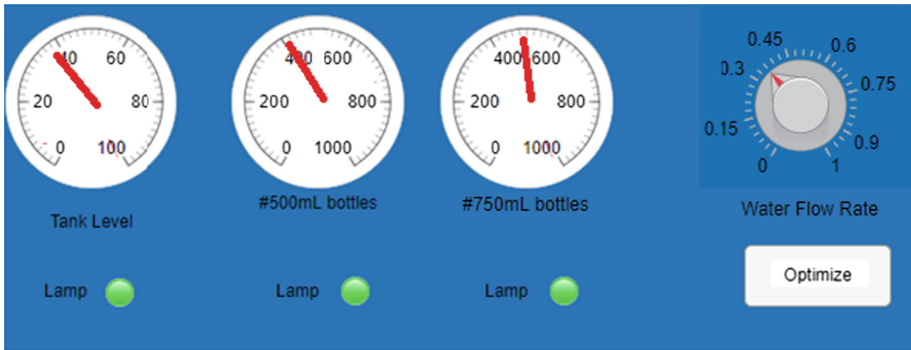 0 20 40 60 80 100
Tank Level
Lamp
0 200 400 600 800 1000
#500mL bottles
Lamp
0 200 400 600 800 1000
#750mL bottles
Lamp
0 0.15 0.3 0.45 0.6 0.75 0.9 1
Water Flow Rate
Optimize